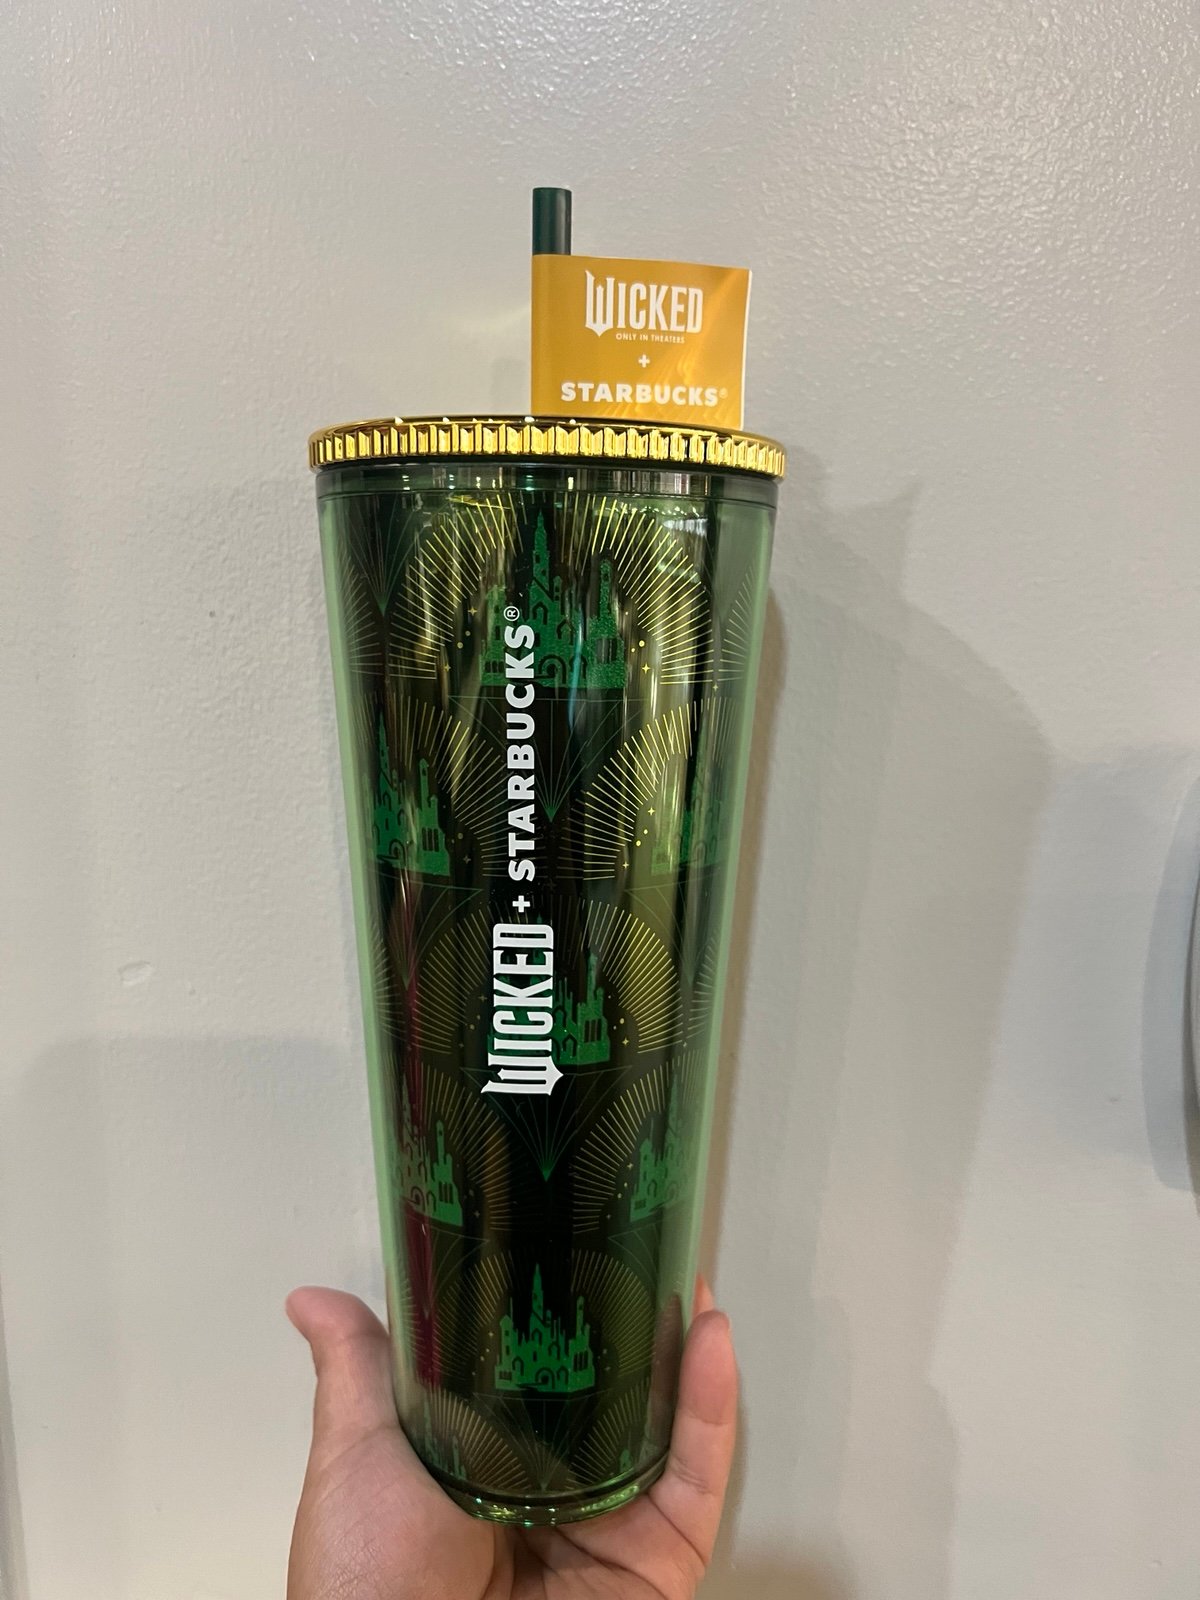 WICKED
ONLY IN THEATERS
+
STARBUCKS®
WICKED + STARBUCKS®